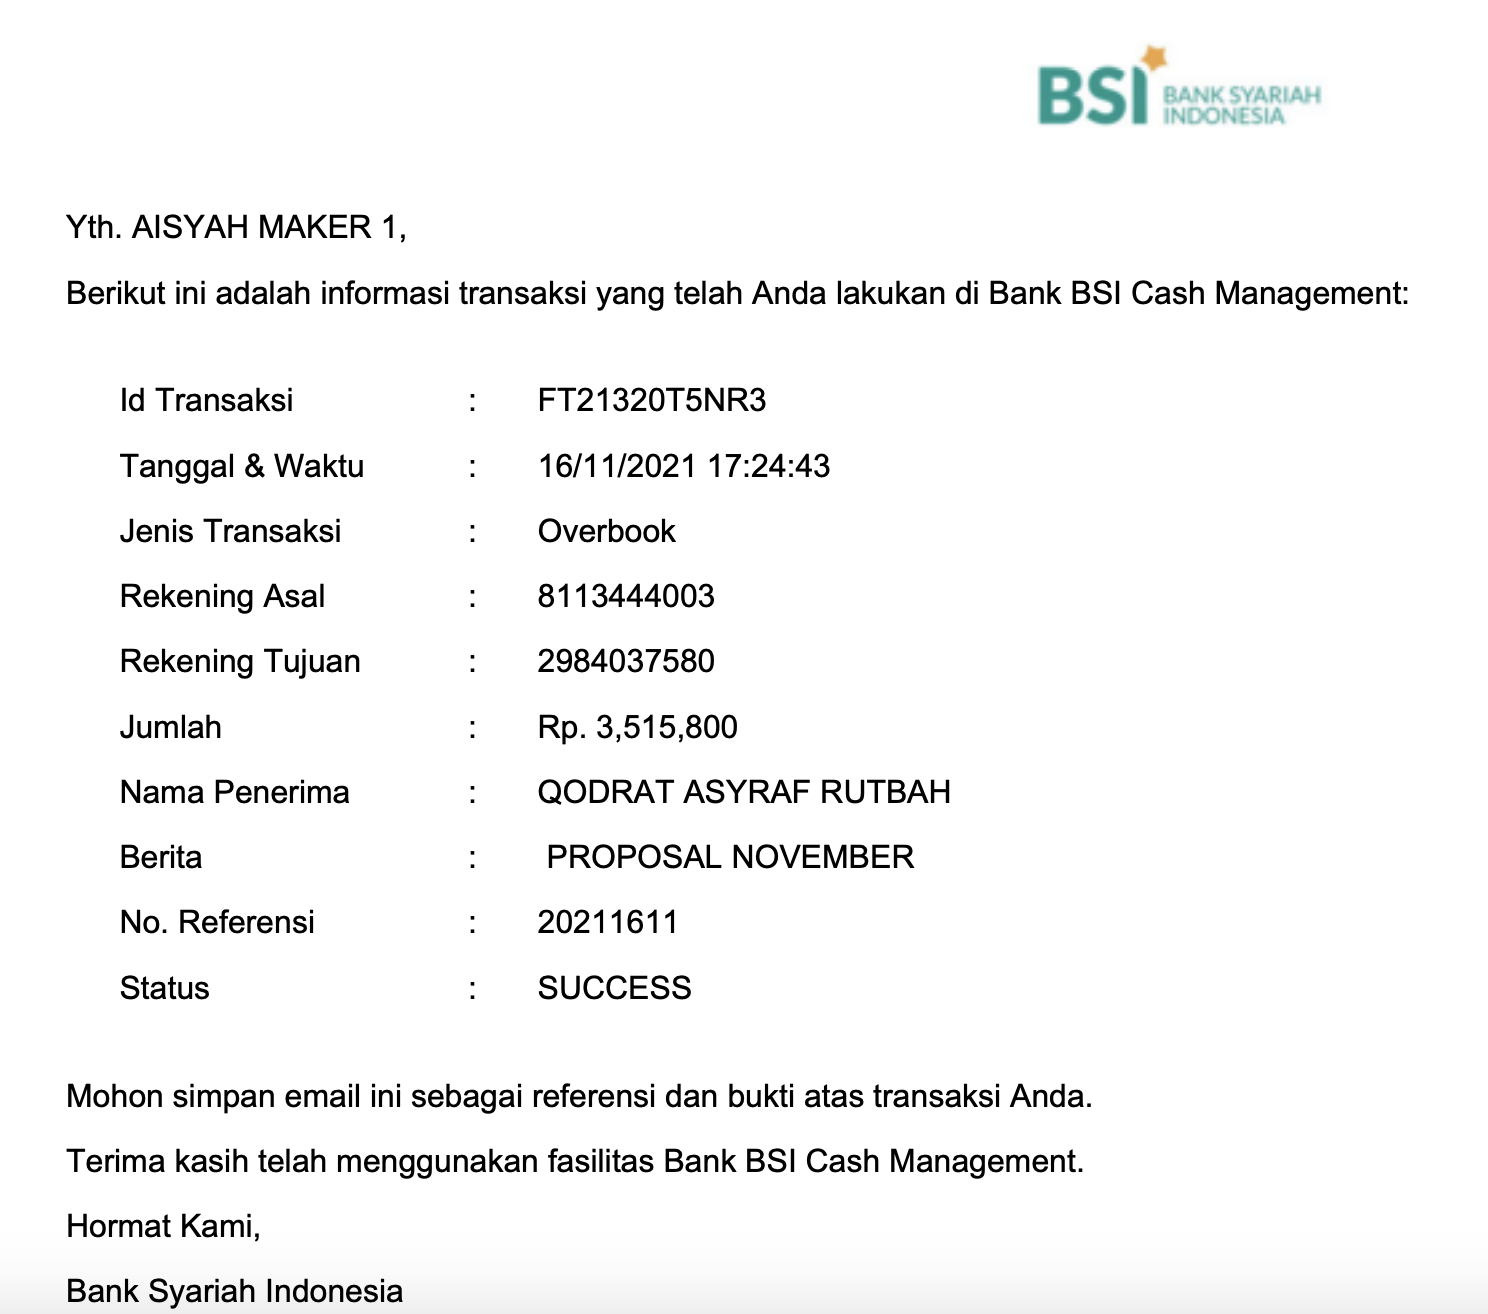 BSI BANK SYARIAH
INDONESIA
Yth. AISYAH MAKER 1,
Berikut ini adalah informasi transaksi yang telah Anda lakukan di Bank BSI Cash Management:
Id Transaksi : FT21320T5NR3
Tanggal & Waktu : 16/11/2021 17:24:43
Jenis Transaksi : Overbook
Rekening Asal : 8113444003
Rekening Tujuan : 2984037580
Jumlah : Rp. 3,515,800
Nama Penerima : QODRAT ASYRAF RUTBAH
Berita : PROPOSAL NOVEMBER
No. Referensi : 20211611
Status : SUCCESS
Mohon simpan email ini sebagai referensi dan bukti atas transaksi Anda.
Terima kasih telah menggunakan fasilitas Bank BSI Cash Management.
Hormat Kami,
Bank Syariah Indonesia